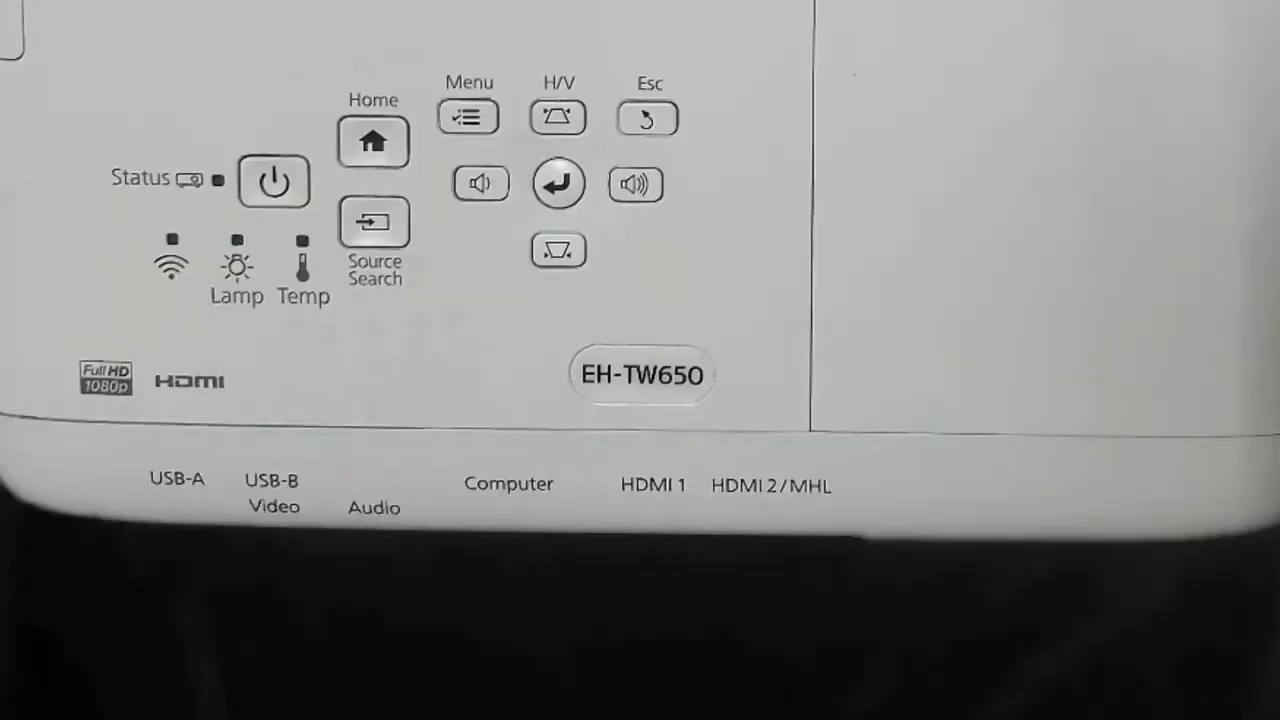 Menu
H/V
Esc
Home
Status
Source
Search
Lamp
Temp
Full HD
1080p
HDMI
EH-TW650
USB-A
USB-B
Video
Audio
Computer
HDMI 1
HDMI 2/MHL